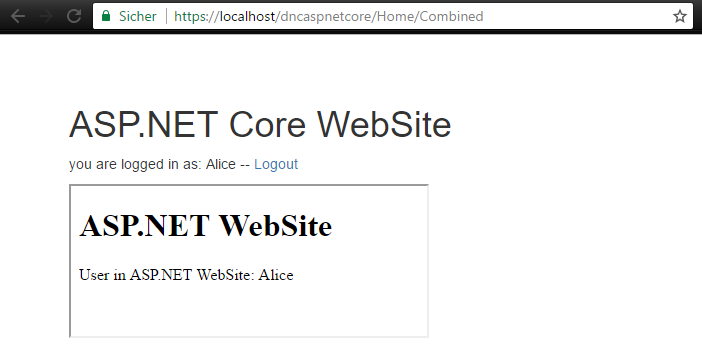 Sicher https://localhost/dncaspnetcore/Home/Combined
ASP.NET Core WebSite
you are logged in as: Alice -- Logout
ASP.NET WebSite
User in ASP.NET WebSite: Alice